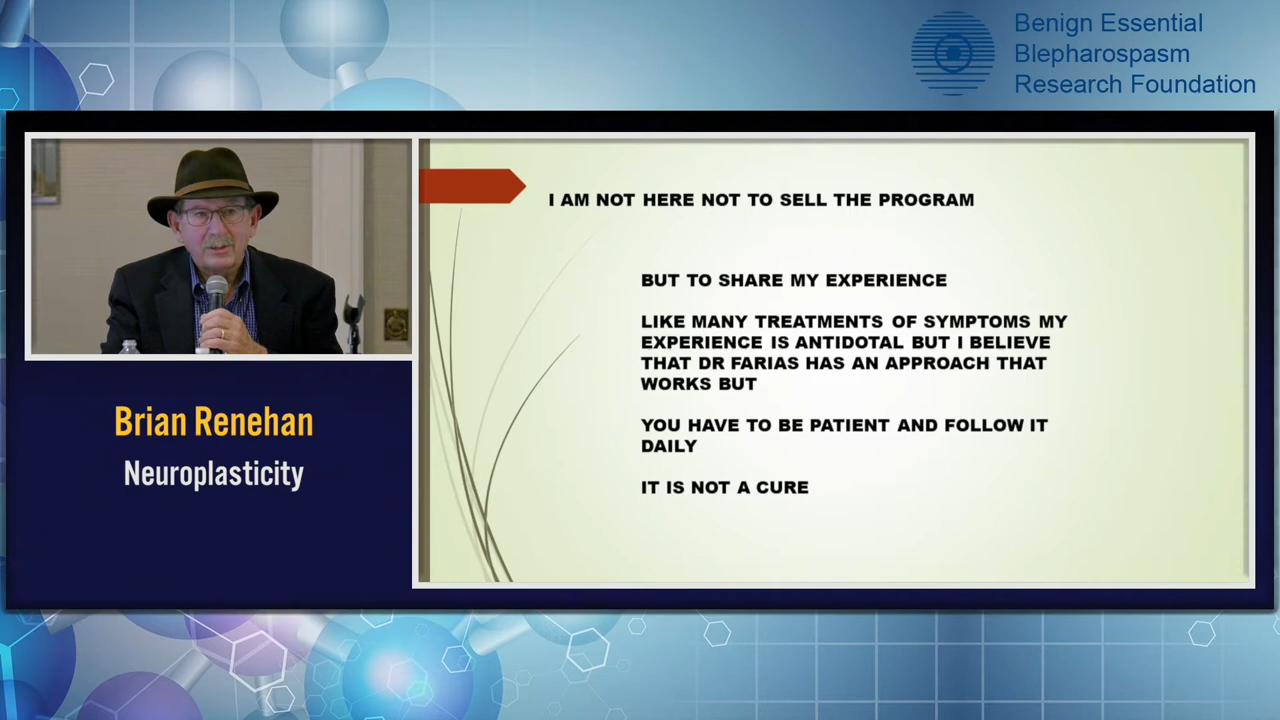 Benign Essential
Blepharospasm
Research Foundation
I AM NOT HERE NOT TO SELL THE PROGRAM
BUT TO SHARE MY EXPERIENCE
LIKE MANY TREATMENTS OF SYMPTOMS MY
EXPERIENCE IS ANTIDOTAL BUT I BELIEVE
THAT DR FARIAS HAS AN APPROACH THAT
WORKS BUT
YOU HAVE TO BE PATIENT AND FOLLOW IT
DAILY
IT IS NOT A CURE
Brian Renehan
Neuroplasticity